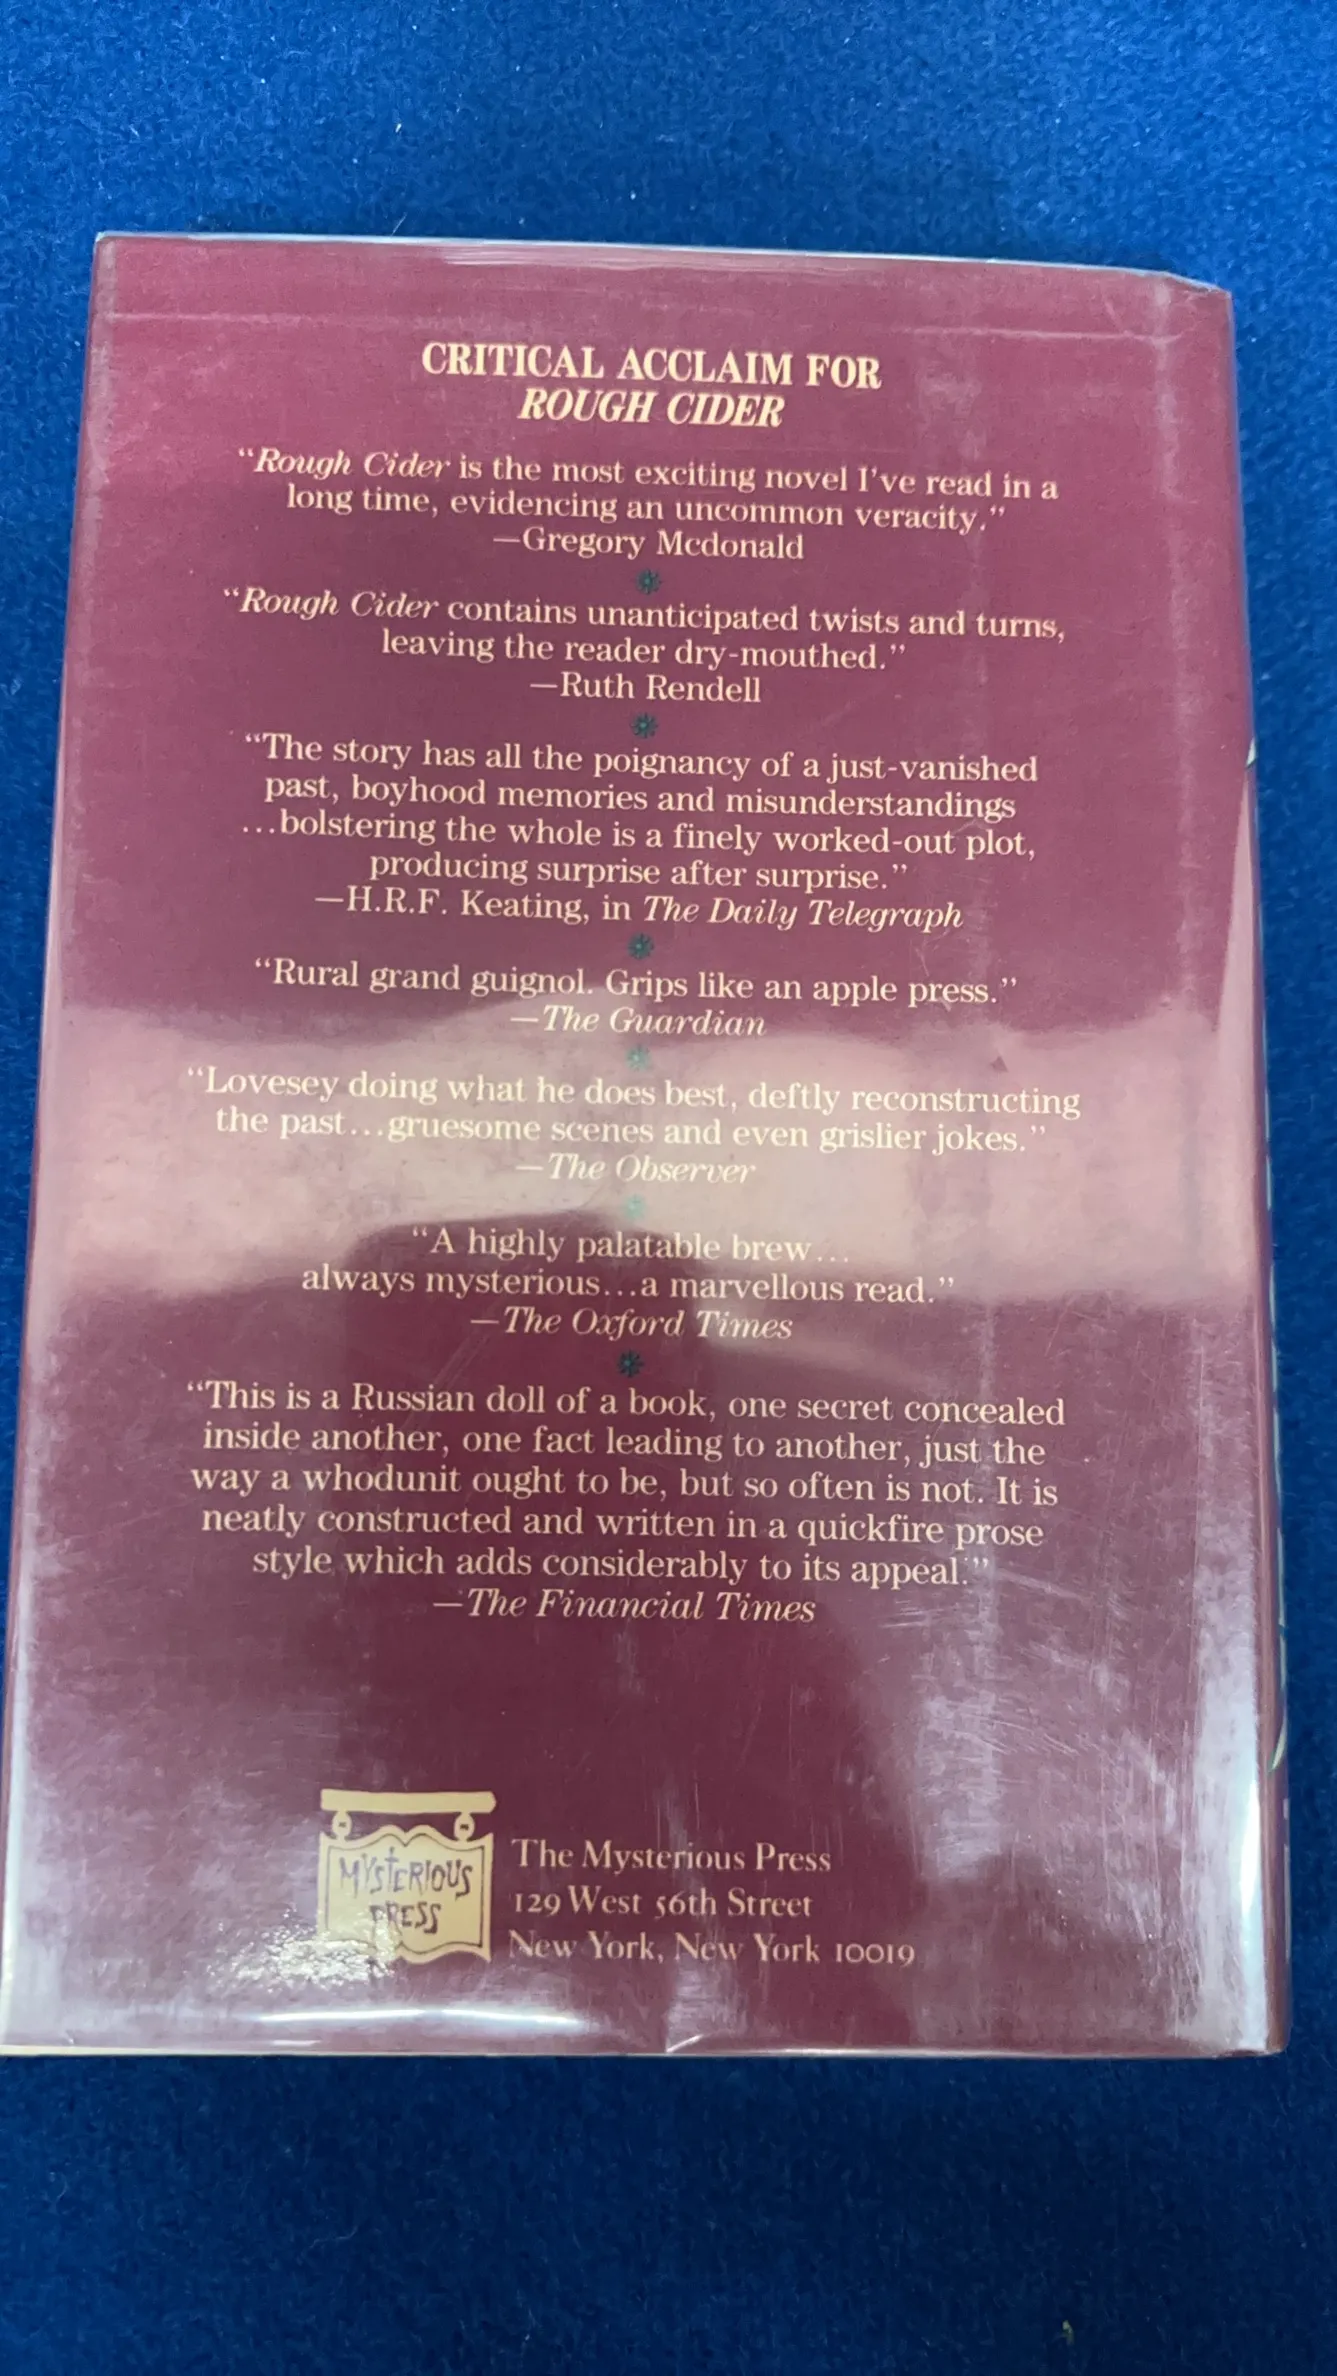 CRITICAL ACCLAIM FOR
ROUGH CIDER
“Rough Cider is the most exciting novel I've read in a
long time, evidencing an uncommon veracity.”
—Gregory Mcdonald
“Rough Cider contains unanticipated twists and turns,
leaving the reader dry-mouthed.”
—Ruth Rendell
“The story has all the poignancy of a just-vanished
past, boyhood memories and misunderstandings
...bolstering the whole is a finely worked-out plot,
producing surprise after surprise.”
—H.R.F. Keating, in The Daily Telegraph
“Rural grand guignol. Grips like an apple press.”
—The Guardian
“Lovesey doing what he does best, deftly reconstructing
the past...gruesome scenes and even grislier jokes.”
—The Observer
“A highly palatable brew...
always mysterious...a marvellous read.”
—The Oxford Times
“This is a Russian doll of a book, one secret concealed
inside another, one fact leading to another, just the
way a whodunit ought to be, but so often is not. It is
neatly constructed and written in a quickfire prose
style which adds considerably to its appeal.”
—The Financial Times
MYSTERIOUS
PRESS
The Mysterious Press
129 West 56th Street
New York, New York 10019